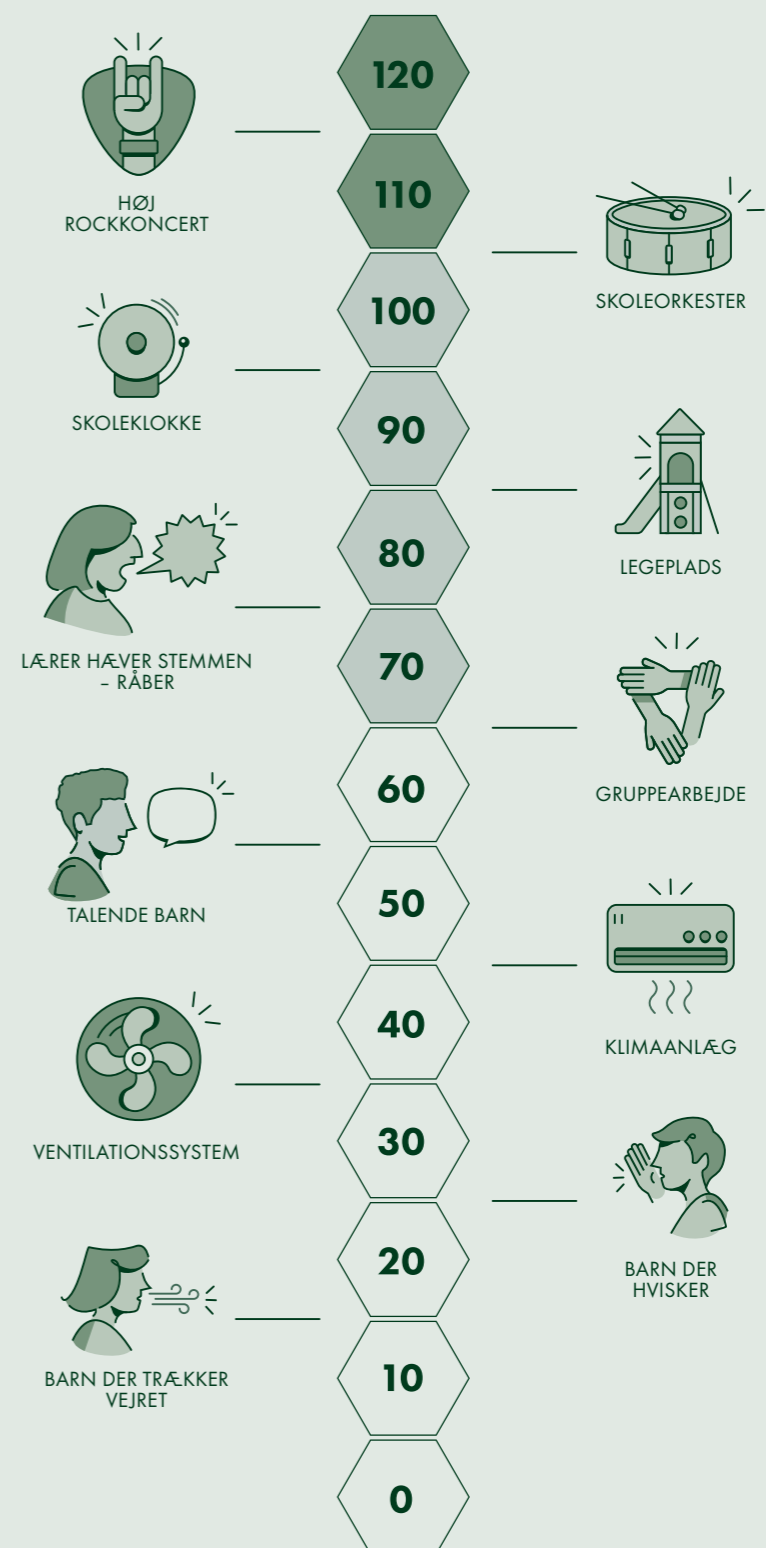 120
HØJ
ROCKKONCERT
110
SKOLEORKESTER
100
SKOLEKLOKKE
90
LEGEPLADS
80
LÆRER HÆVER STEMMEN
– RÅBER
70
GRUPPEARBEJDE
60
TALENDE BARN
50
KLIMAANLÆG
40
VENTILATIONSSYSTEM
30
BARN DER
HVISKER
20
BARN DER TRÆKKER
VEJRET
10
0